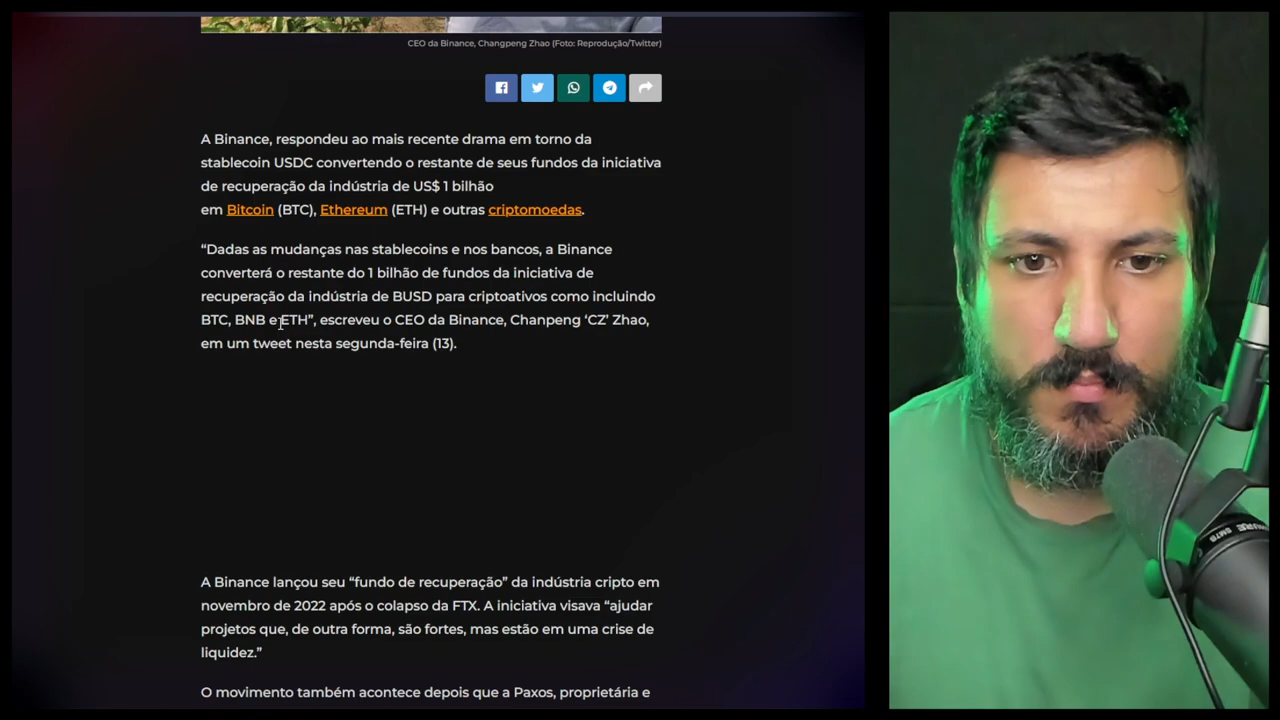 CEO da Binance, Changpeng Zhao (Foto: Reprodução/Twitter)
A Binance, respondeu ao mais recente drama em torno da
stablecoin USDC convertendo o restante de seus fundos da iniciativa
de recuperação da indústria de US$ 1 bilhão
em Bitcoin (BTC), Ethereum (ETH) e outras criptomoedas.
“Dadas as mudanças nas stablecoins e nos bancos, a Binance
converterá o restante do 1 bilhão de fundos da iniciativa de
recuperação da indústria de BUSD para criptoativos como incluindo
BTC, BNB e ETH”, escreveu o CEO da Binance, Chanpeng ‘CZ’ Zhao,
em um tweet nesta segunda-feira (13).
A Binance lançou seu “fundo de recuperação” da indústria cripto em
novembro de 2022 após o colapso da FTX. A iniciativa visava “ajudar
projetos que, de outra forma, são fortes, mas estão em uma crise de
liquidez.”
O movimento também acontece depois que a Paxos, proprietária e
SM7B